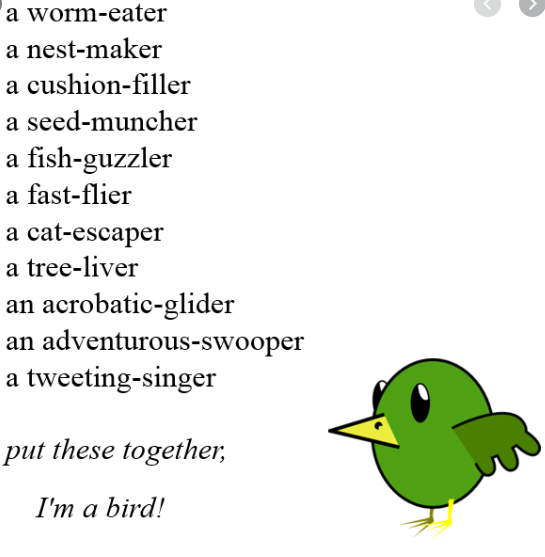 a worm-eater
a nest-maker
a cushion-filler
a seed-muncher
a fish-guzzler
a fast-flier
a cat-escaper
a tree-liver
an acrobatic-glider
an adventurous-swooper
a tweeting-singer
put these together,
I'm a bird!